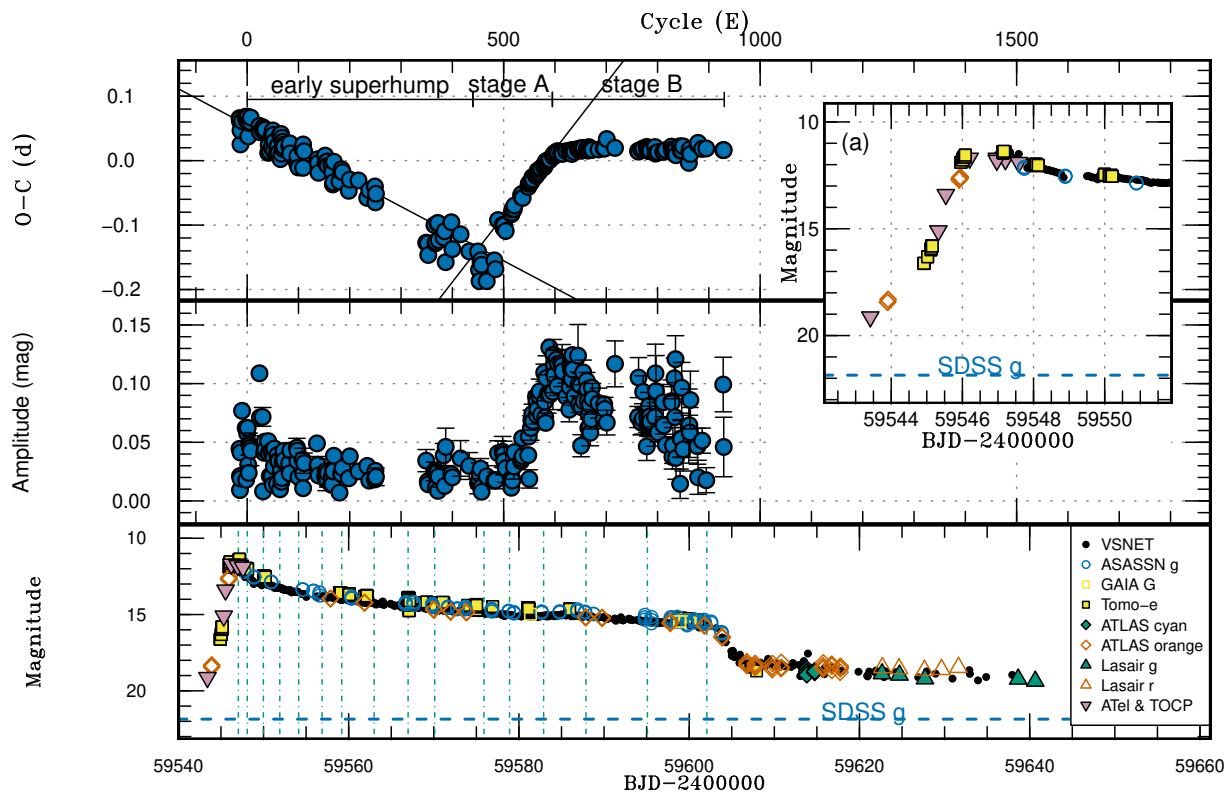 Cycle (E)
0 500 1000 1500
early superhump stage A stage B
O−C (d)
0.1
0.0
−0.1
−0.2
(a)
Magnitude
10
15
20
SDSS g
59544 59546 59548 59550
BJD−2400000
Amplitude (mag)
0.15
0.10
0.05
0.00
Magnitude
10
15
20
SDSS g
VSNET
ASASSN g
GAIA G
Tomo−e
ATLAS cyan
ATLAS orange
Lasair g
Lasair r
ATel & TOCP
59540 59560 59580 59600 59620 59640 59660
BJD−2400000